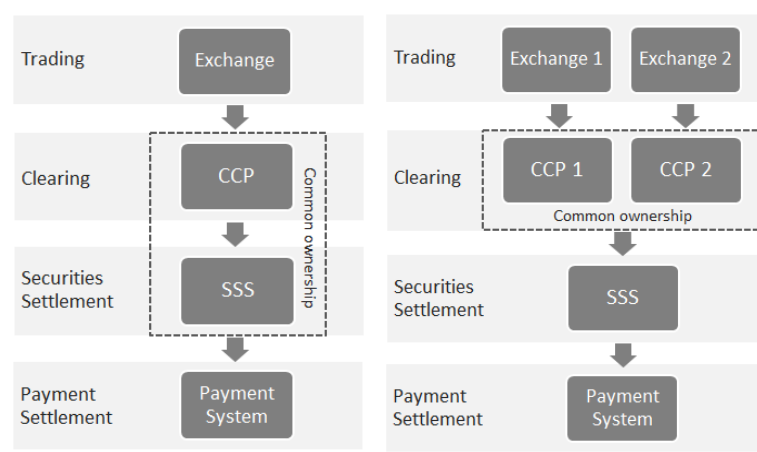 Trading
Exchange
Clearing
CCP
Common ownership
Securities
Settlement
SSS
Payment
Settlement
Payment
System
Trading
Exchange 1
Exchange 2
Clearing
CCP 1
CCP 2
Common ownership
Securities
Settlement
SSS
Payment
Settlement
Payment
System